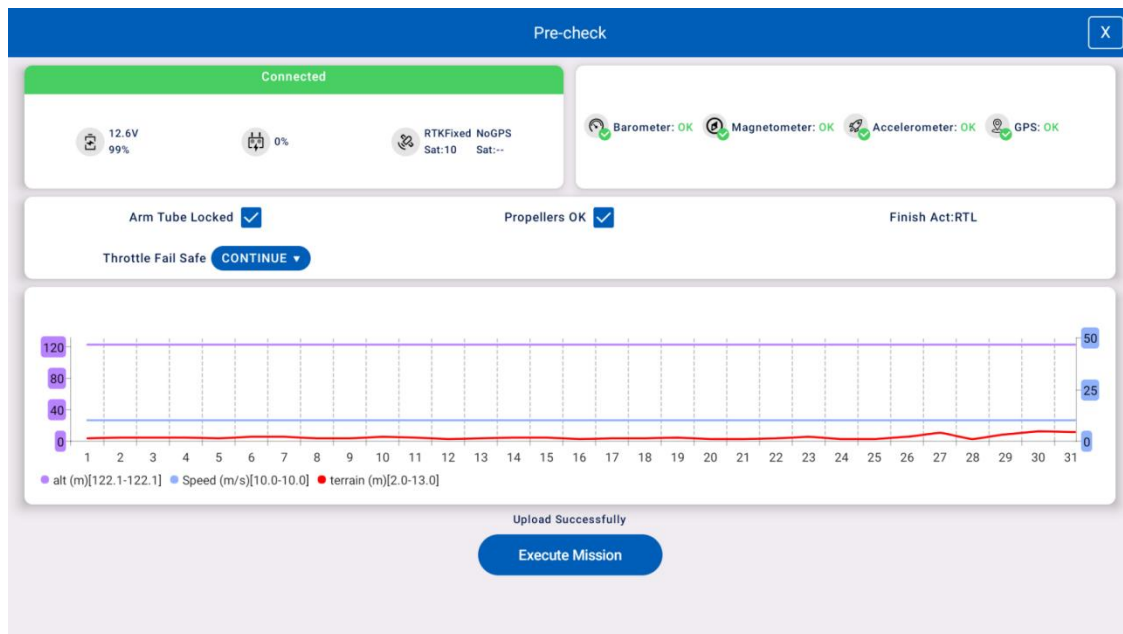 Pre-check
X
Connected
12.6V
99%
0%
RTKFixed NoGPS
Sat:10 Sat:--
Barometer: OK Magnetometer: OK Accelerometer: OK GPS: OK
Arm Tube Locked Propellers OK Finish Act:RTL
Throttle Fail Safe CONTINUE ▾
120
80
40
0
50
25
0
1 2 3 4 5 6 7 8 9 10 11 12 13 14 15 16 17 18 19 20 21 22 23 24 25 26 27 28 29 30 31
alt (m)[122.1-122.1] Speed (m/s)[10.0-10.0] terrain (m)[2.0-13.0]
Upload Successfully
Execute Mission